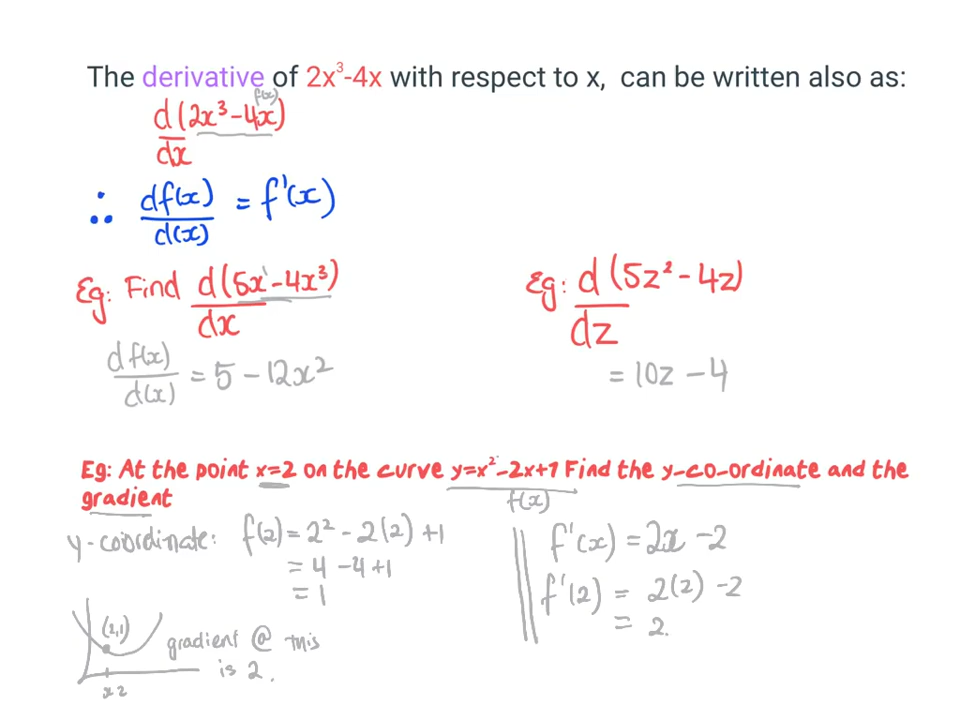 The derivative of 2x³-4x with respect to x, can be written also as:
f(x)
d(2x³-4x)
dx
∴ df(x) = f'(x)
d(x)
Eg: Find d(5x¹-4x³)
dx
df(x) = 5 - 12x²
d(x)
Eg: d (5z²-4z)
dz
= 10z - 4
Eg: At the point x=2 on the curve y=x²-2x+1 Find the y-co-ordinate and the
gradient
f(x)
y-coordinate: f(2) = 2² - 2(2) + 1
= 4 - 4 + 1
= 1
f'(x) = 2x - 2
f'(2) = 2(2) - 2
= 2.
(2,1)
x 2
gradient @ this
is 2.